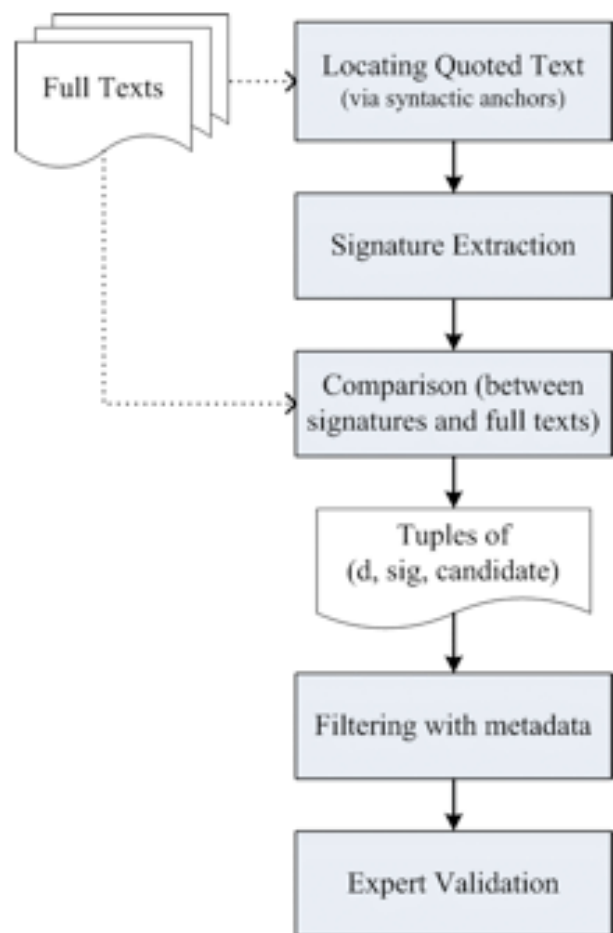 Full Texts
Locating Quoted Text
(via syntactic anchors)
Signature Extraction
Comparison (between
signatures and full texts)
Tuples of
(d, sig, candidate)
Filtering with metadata
Expert Validation